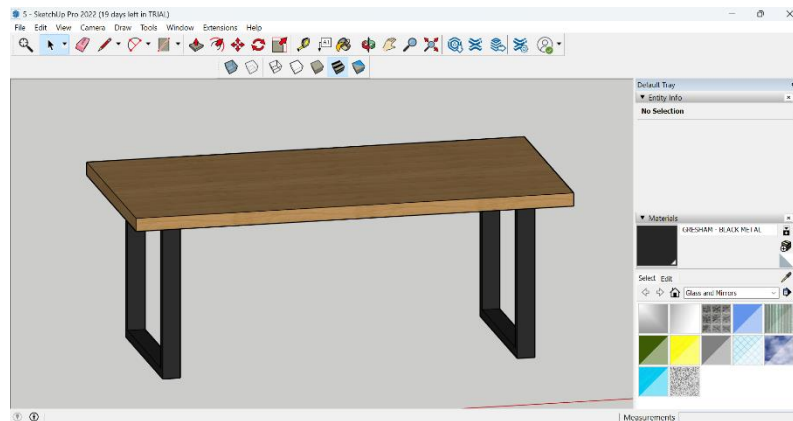 S - SketchUp Pro 2022 (19 days left in TRIAL)
File Edit View Camera Draw Tools Window Extensions Help
Default Tray
Entity Info
No Selection
Materials
GRESHAM - BLACK METAL
Select Edit
Glass and Mirrors
Measurements